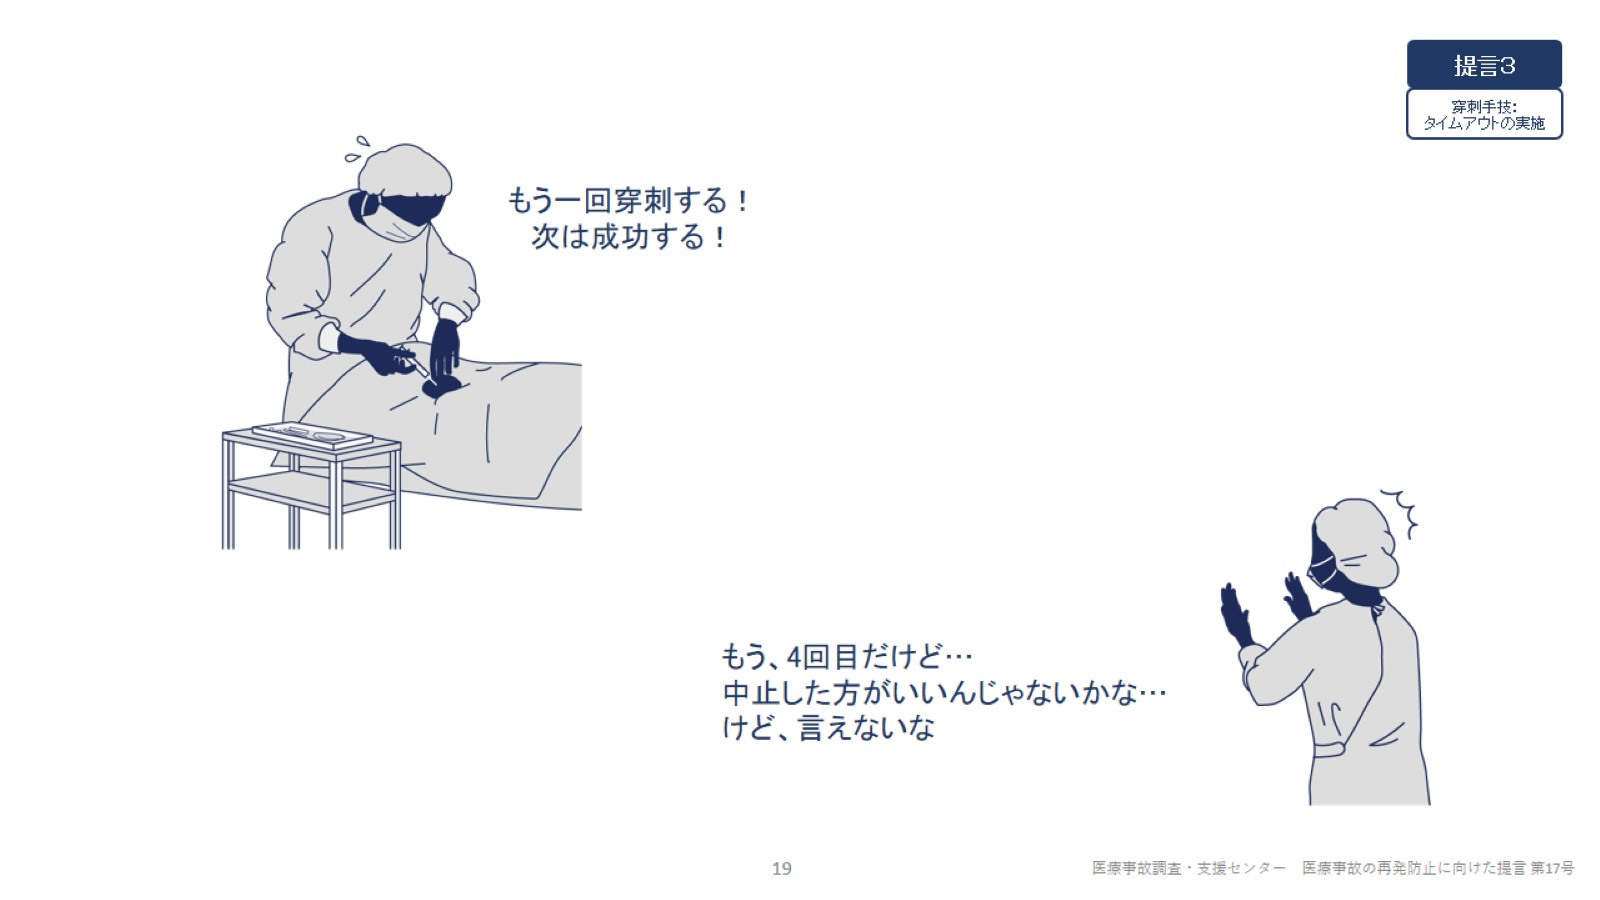 提言3
穿刺手技：
タイムアウトの実施
もう一回穿刺する！
次は成功する！
もう、4回目だけど…
中止した方がいいんじゃないかな…
けど、言えないな
19
医療事故調査・支援センター　医療事故の再発防止に向けた提言 第17号